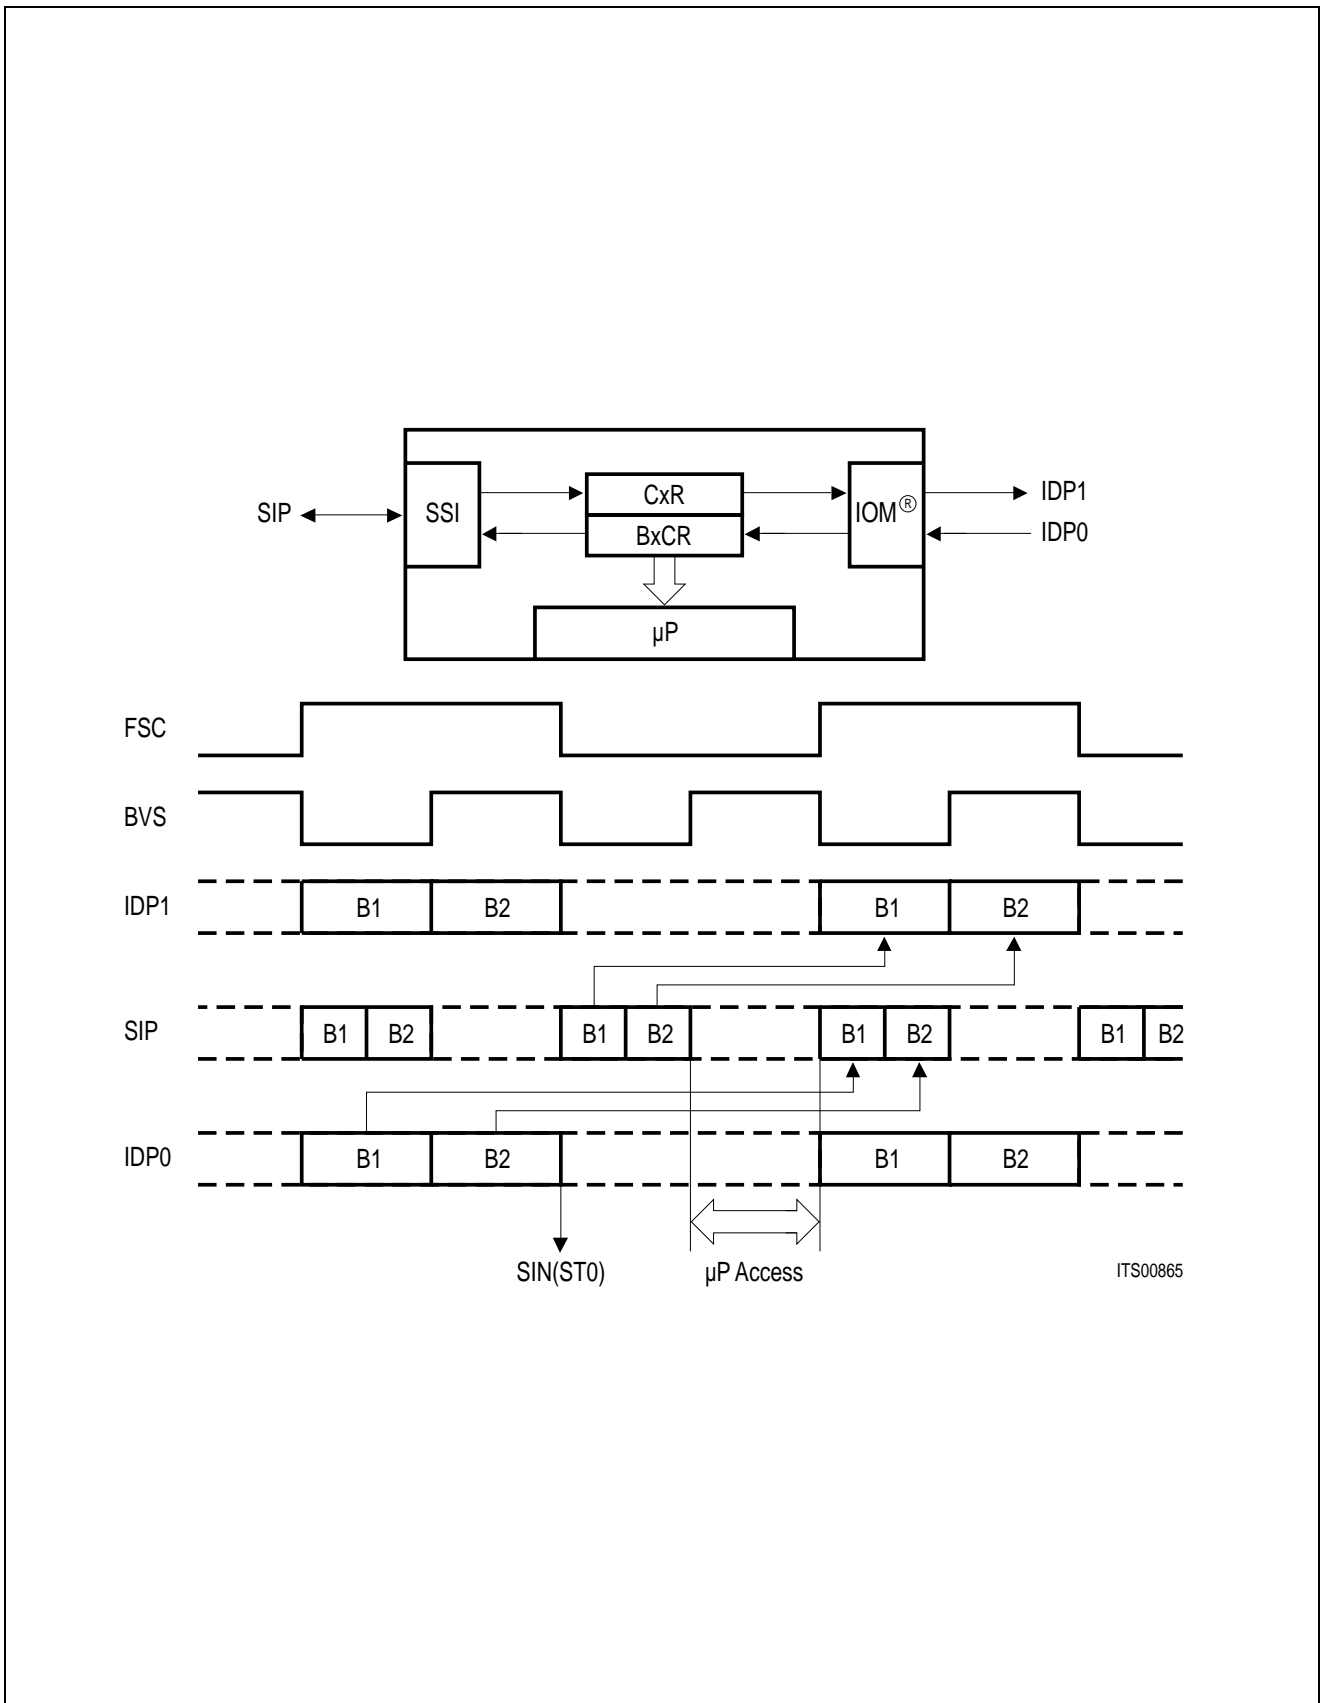 CxR
IDP1
SIP
SSI
IOM®
BxCR
IDP0
µP
FSC
BVS
IDP1
B1 B2 B1 B2
SIP
B1 B2 B1 B2 B1 B2 B1 B2
IDP0
B1 B2 B1 B2
SIN(ST0)
µP Access
ITS00865